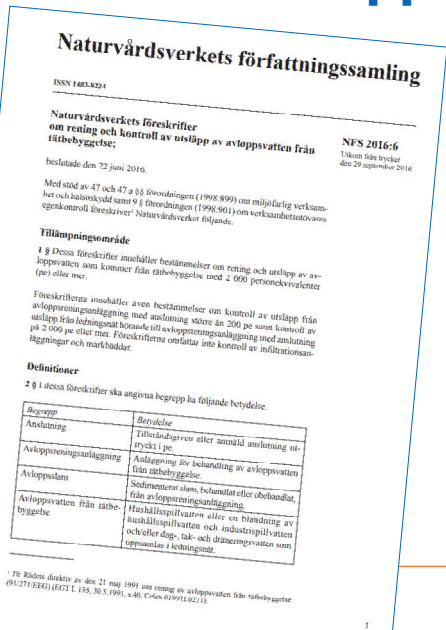 Naturvårdsverkets författningssamling
ISSN 1403-8234
Naturvårdsverkets föreskrifter
om rening och kontroll av utsläpp av avloppsvatten från
tätbebyggelse;
NFS 2016:6
Utkom från trycket
den 29 september 2016
beslutade den 22 juni 2016.
Med stöd av 47 och 47 a §§ förordningen (1998:899) om miljöfarlig verksam-
het och hälsoskydd samt 9 § förordningen (1998:901) om verksamhetsutövares
egenkontroll föreskriver¹ Naturvårdsverket följande.
Tillämpningsområde
1 § Dessa föreskrifter innehåller bestämmelser om rening och utsläpp av av-
loppsvatten som kommer från tätbebyggelse med 2 000 personekvivalenter
(pe) eller mer.
Föreskrifterna innehåller även bestämmelser om kontroll av utsläpp från
avloppsreningsanläggning med anslutning större än 200 pe samt kontroll av
utsläpp från ledningsnät hörande till avloppsreningsanläggning med anslutning
på 2 000 pe eller mer. Föreskrifterna omfattar inte kontroll av infiltrationsan-
läggningar och markbäddar.
Definitioner
2 § I dessa föreskrifter ska angivna begrepp ha följande betydelse.
Begrepp Betydelse
Anslutning Tillståndsgiven eller anmäld anslutning ut-
tryckt i pe.
Avloppsreningsanläggning Anläggning för behandling av avloppsvatten
från tätbebyggelse.
Avloppsslam Sedimenterat slam, behandlat eller obehandlat,
från avloppsreningsanläggning.
Avloppsvatten från tätbe- Hushållsspillvatten eller en blandning av
byggelse hushållsspillvatten och industrispillvatten
och/eller dag-, tak- och dräneringsvatten som
uppsamlas i ledningsnät.
¹ Jfr Rådets direktiv av den 21 maj 1991 om rening av avloppsvatten från tätbebyggelse
(91/271/EEG) (EGT L 135, 30.5.1991, s.40, Celex
1